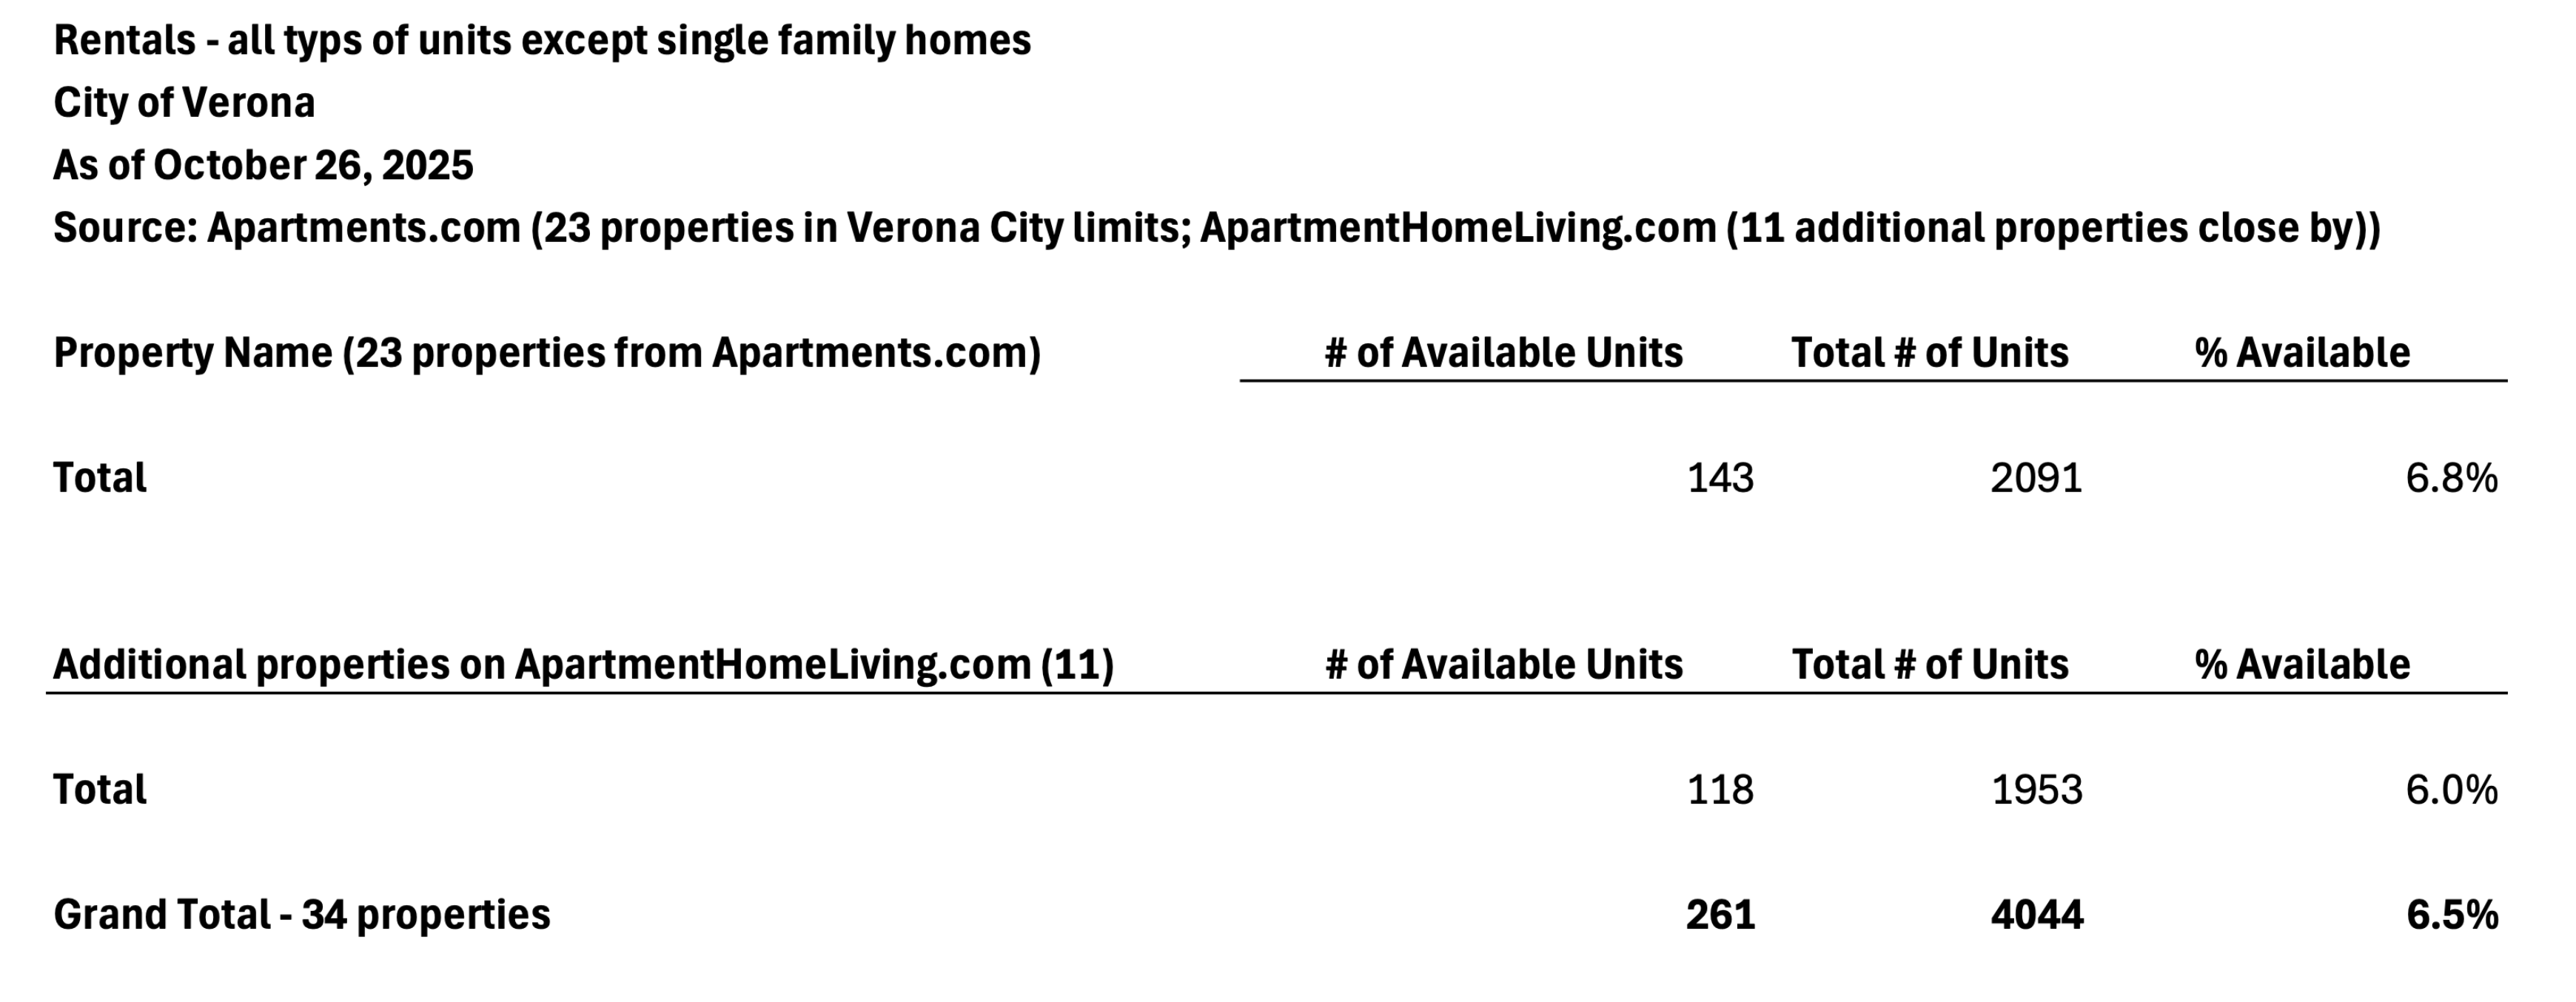 Rentals - all typs of units except single family homes
City of Verona
As of October 26, 2025
Source: Apartments.com (23 properties in Verona City limits; ApartmentHomeLiving.com (11 additional properties close by))
Property Name (23 properties from Apartments.com) # of Available Units Total # of Units % Available
Total 143 2091 6.8%
Additional properties on ApartmentHomeLiving.com (11) # of Available Units Total # of Units % Available
Total 118 1953 6.0%
Grand Total - 34 properties 261 4044 6.5%